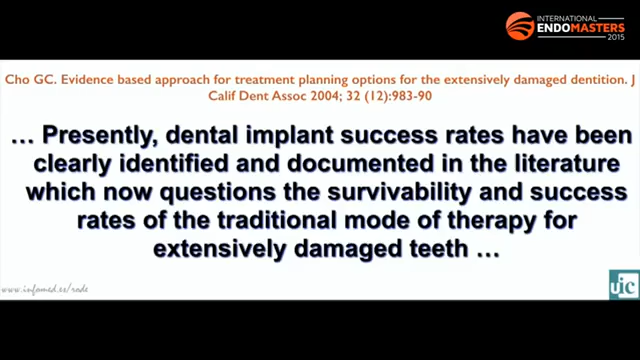 INTERNATIONAL
ENDOMASTERS
2015
Cho GC. Evidence based approach for treatment planning options for the extensively damaged dentition. J
Calif Dent Assoc 2004; 32 (12):983-90
... Presently, dental implant success rates have been
clearly identified and documented in the literature
which now questions the survivability and success
rates of the traditional mode of therapy for
extensively damaged teeth ...
www.infomed.es/rode
uic